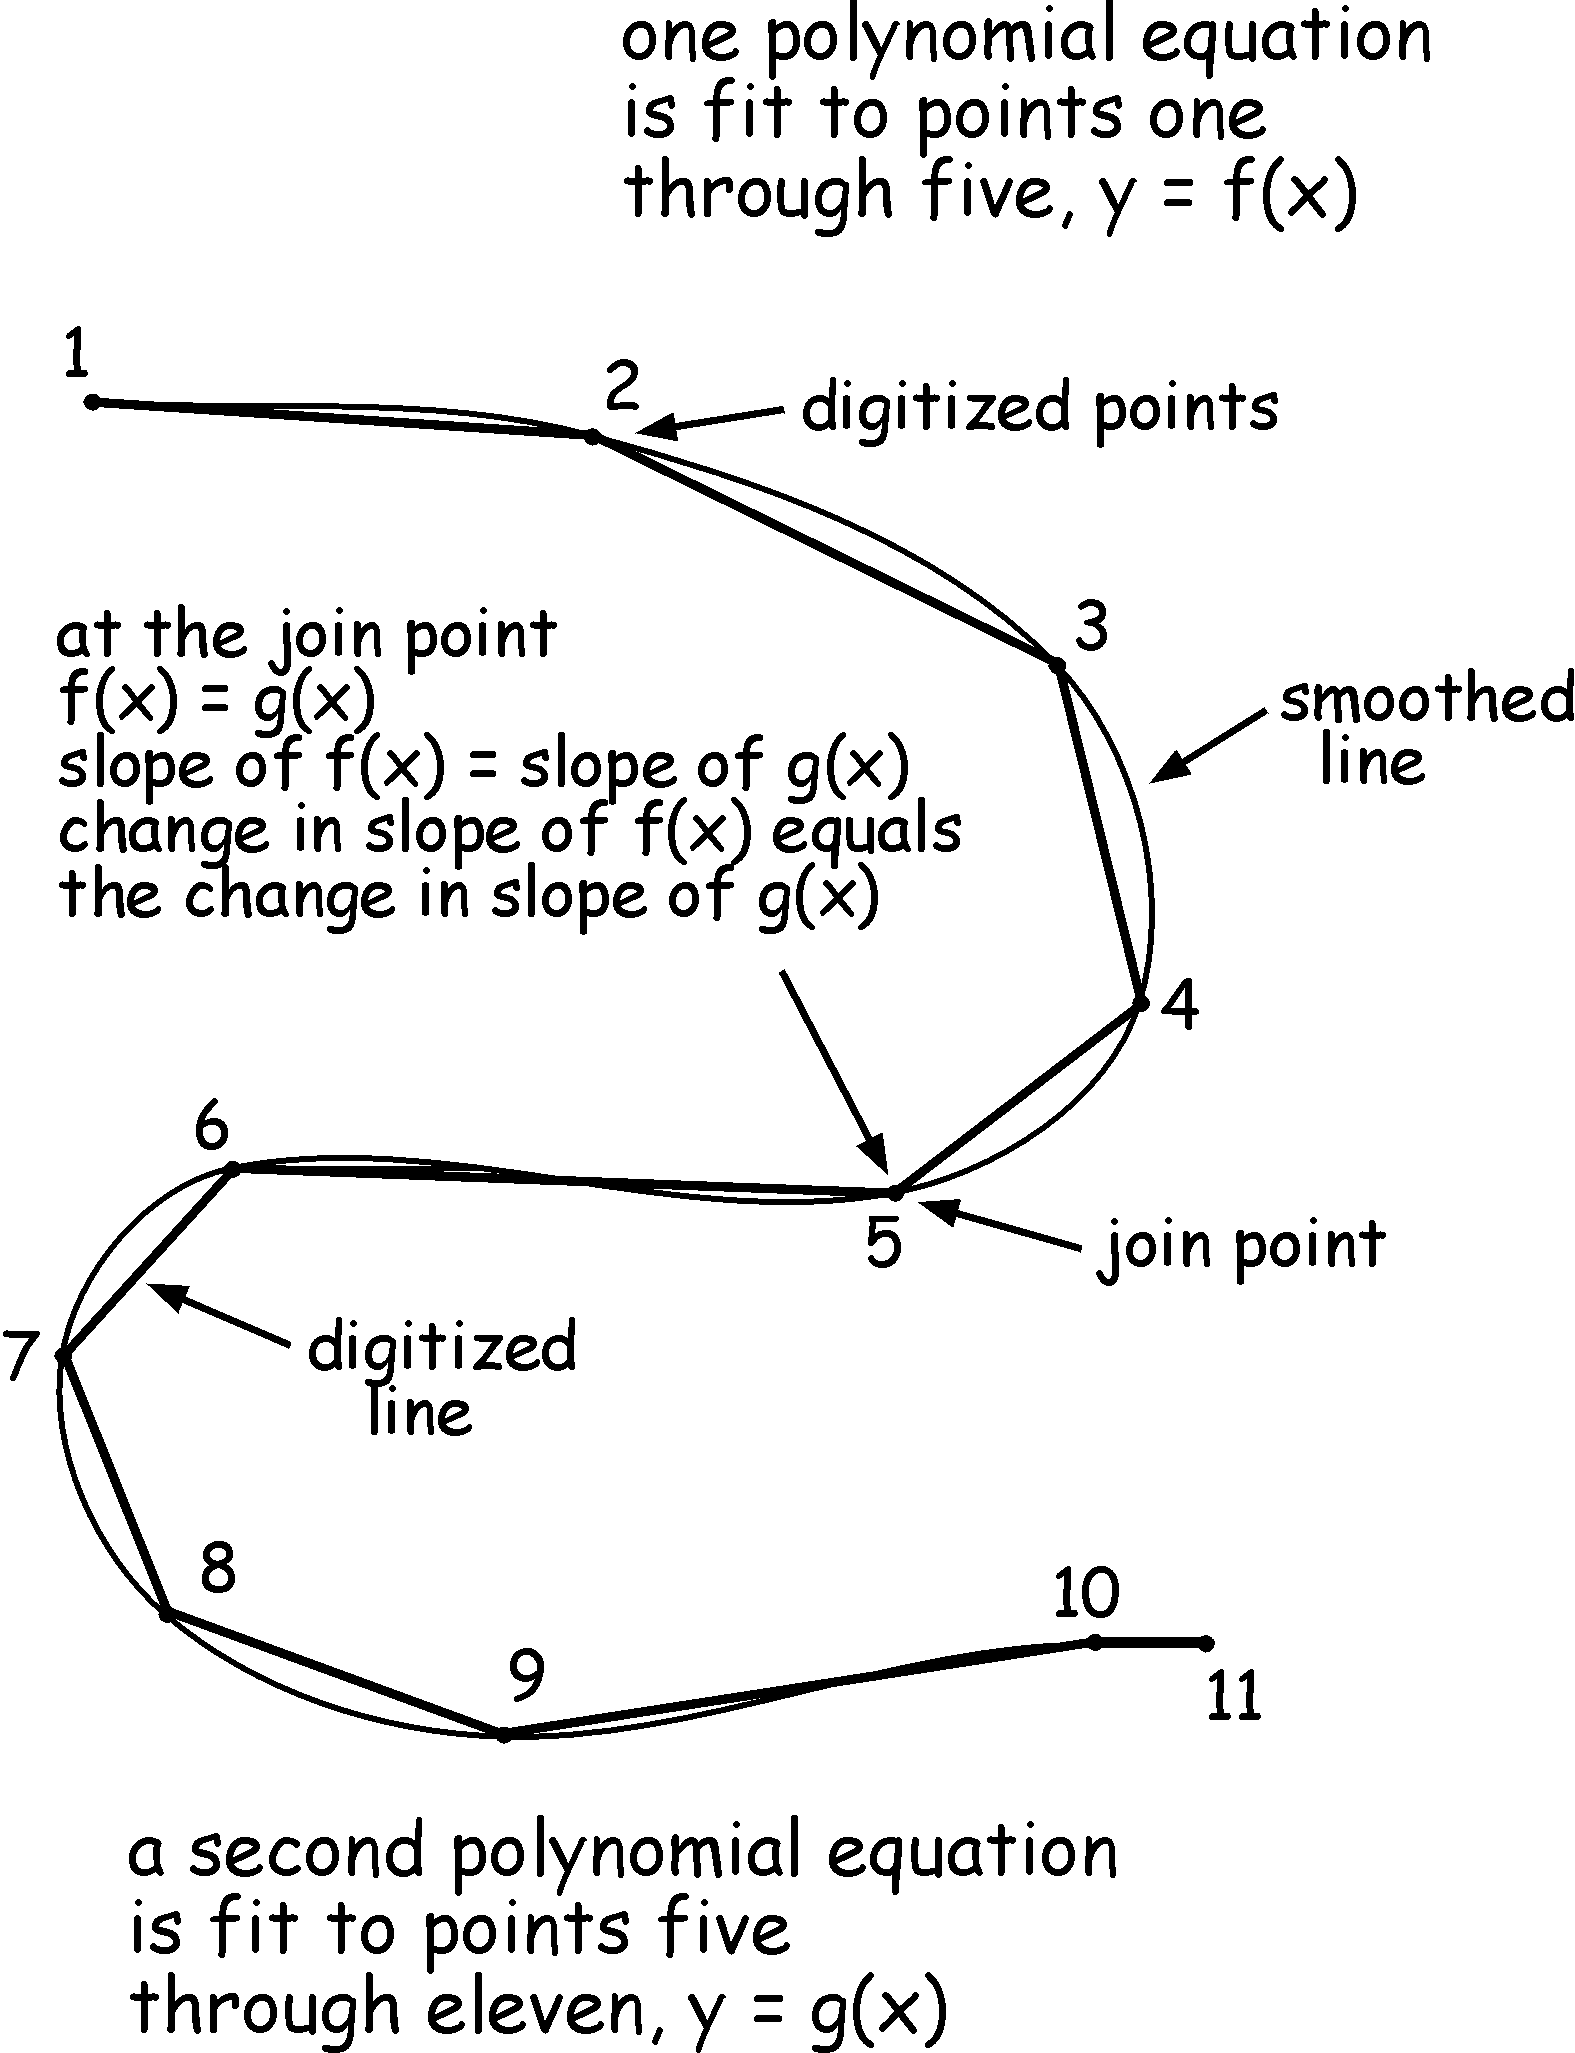 one polynomial equation
is fit to points one
through five, y = f(x)
1
2
digitized points
3
at the join point
f(x) = g(x)
slope of f(x) = slope of g(x)
change in slope of f(x) equals
the change in slope of g(x)
smoothed
line
4
6
5
join point
7
digitized
line
8
9
10
11
a second polynomial equation
is fit to points five
through eleven, y = g(x)